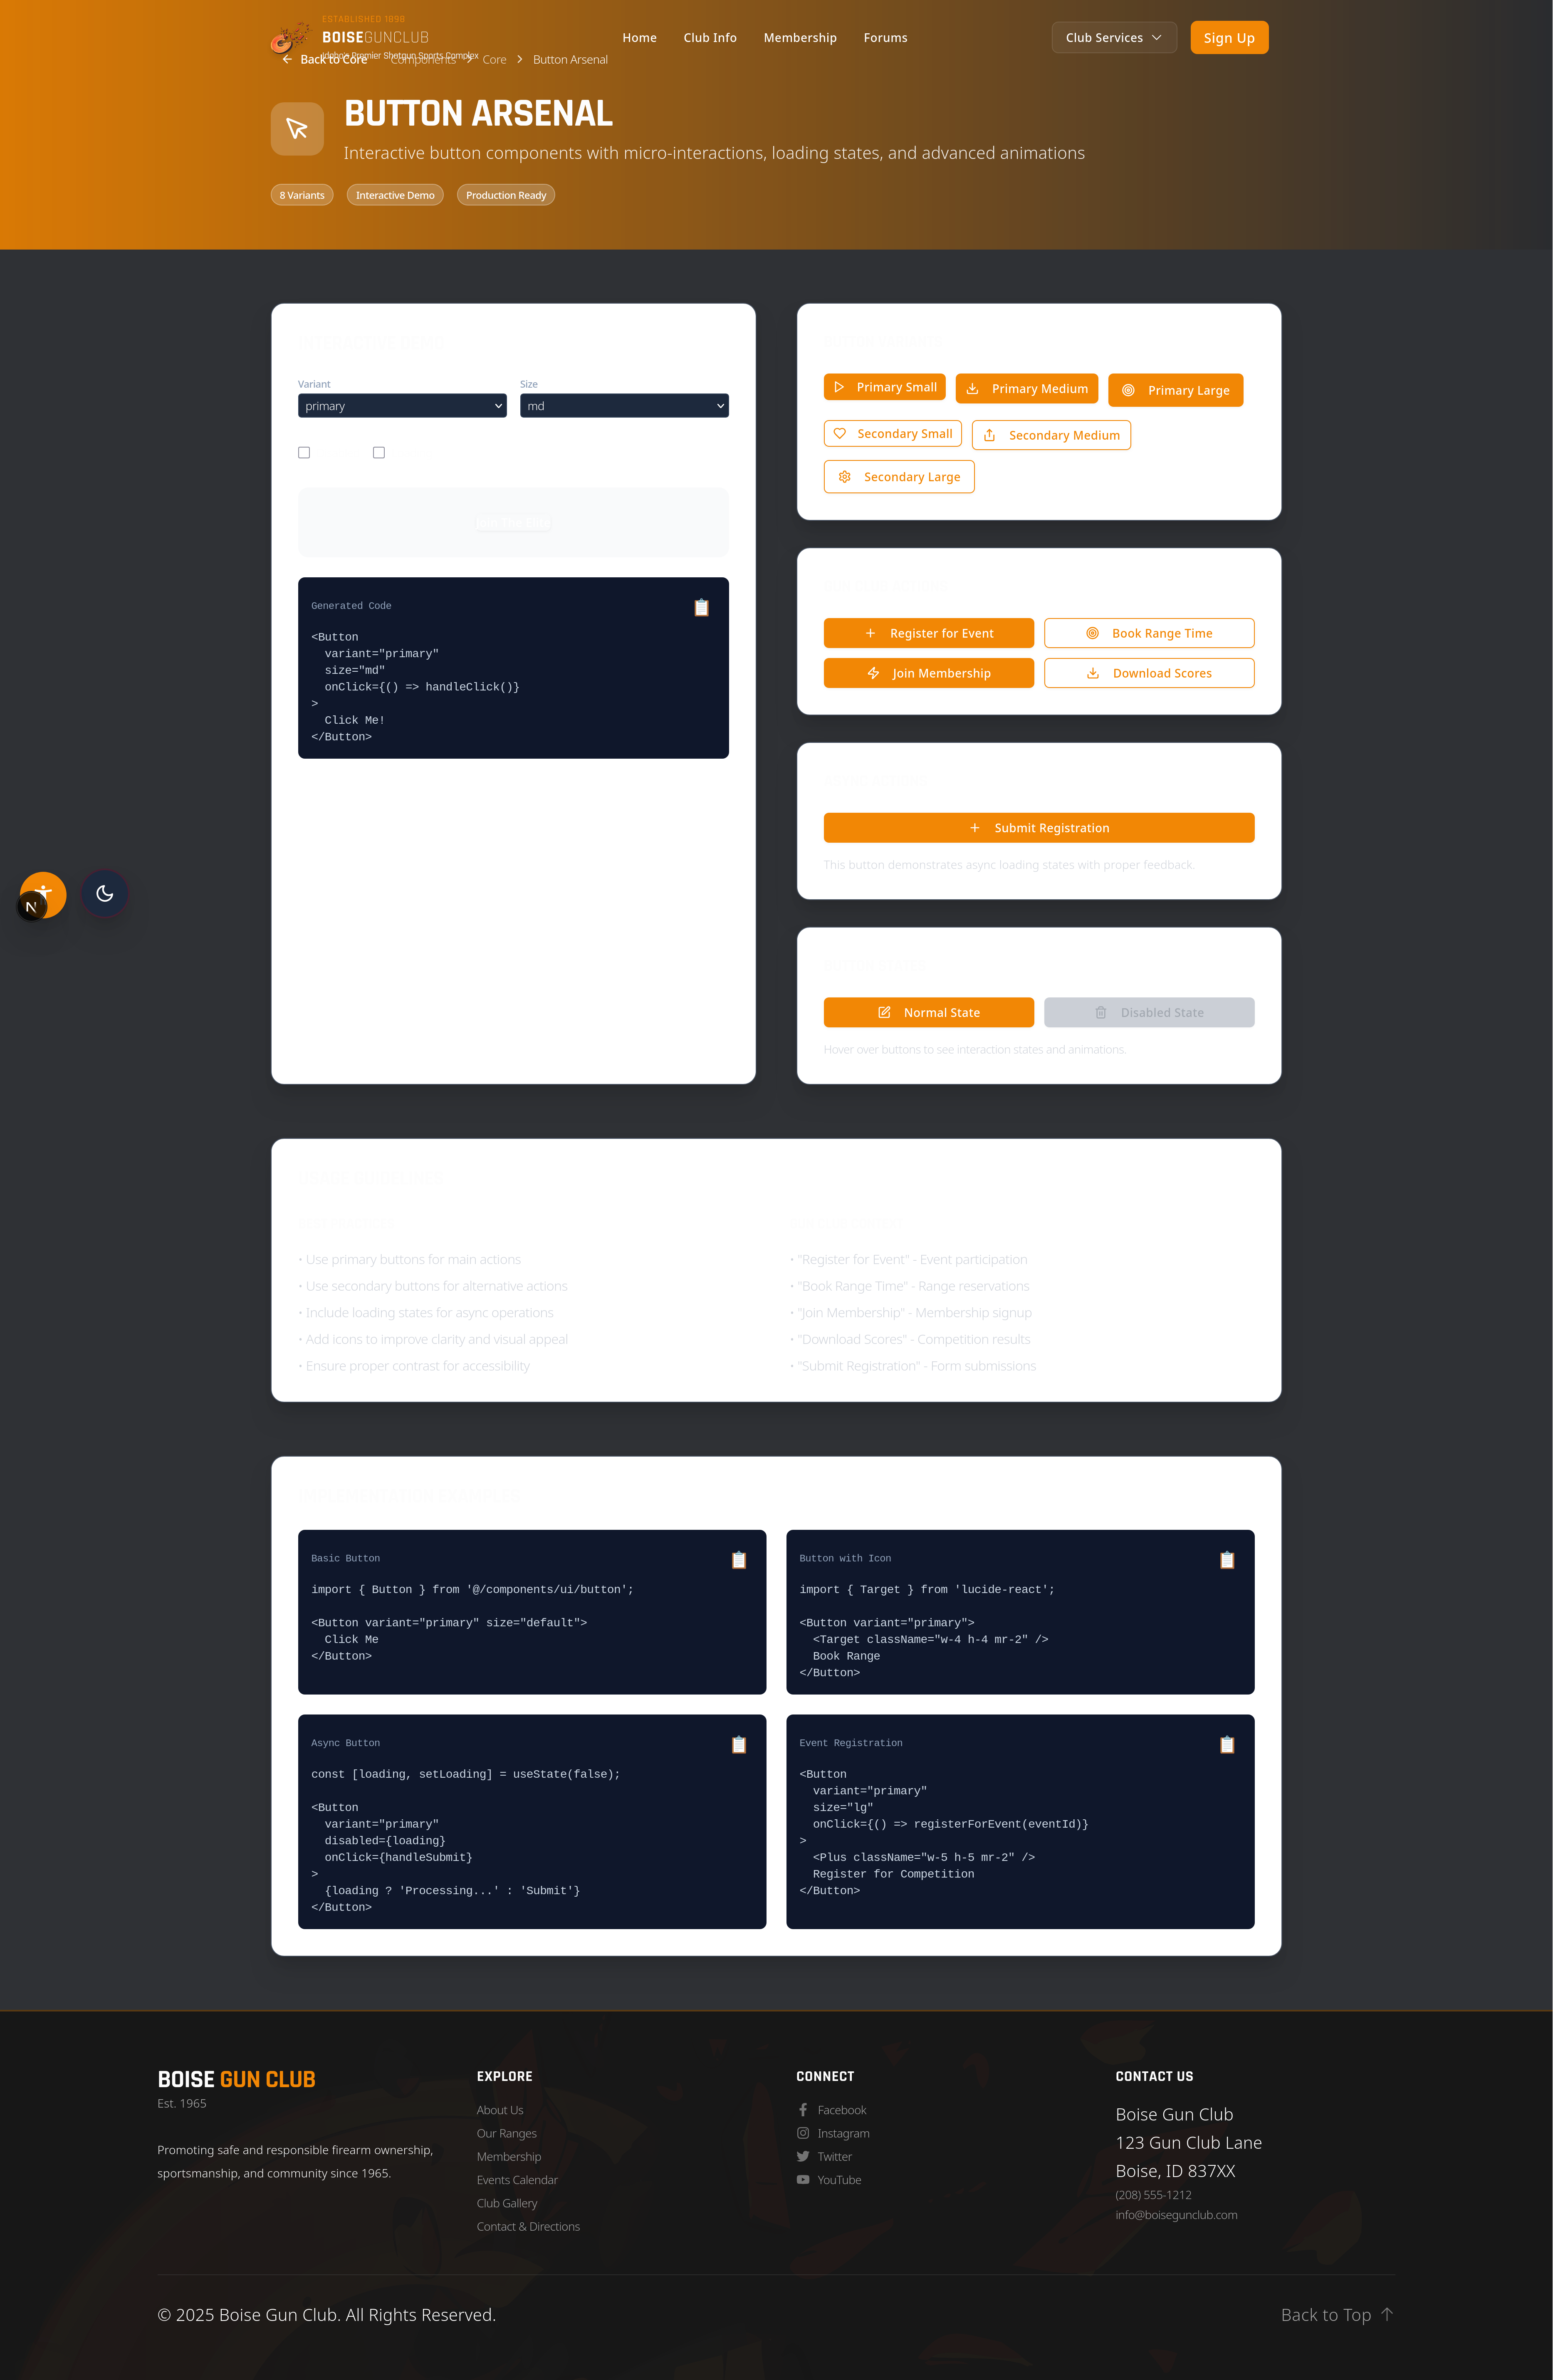 ESTABLISHED 1898
BOISEGUNCLUB
Idaho's Premier Shotgun Sports Complex
Home
Club Info
Membership
Forums
Club Services
Sign Up
Back to Core
Components
Core
Button Arsenal
BUTTON ARSENAL
Interactive button components with micro-interactions, loading states, and advanced animations
8 Variants
Interactive Demo
Production Ready
Variant
Size
primary
md
Generated Code
<Button
variant="primary"
size="md"
onClick={() => handleClick()}
>
Click Me!
</Button>
Primary Small
Primary Medium
Primary Large
Secondary Small
Secondary Medium
Secondary Large
Register for Event
Book Range Time
Join Membership
Download Scores
Submit Registration
This button demonstrates async loading states with proper feedback.
Normal State
Disabled State
Hover over buttons to see interaction states and animations.
• Use primary buttons for main actions
• Use secondary buttons for alternative actions
• Include loading states for async operations
• Add icons to improve clarity and visual appeal
• Ensure proper contrast for accessibility
• "Register for Event" - Event participation
• "Book Range Time" - Range reservations
• "Join Membership" - Membership signup
• "Download Scores" - Competition results
• "Submit Registration" - Form submissions
Basic Button
import { Button } from '@/components/ui/button';
<Button variant="primary" size="default">
Click Me
</Button>
Button with Icon
import { Target } from 'lucide-react';
<Button variant="primary">
<Target className="w-4 h-4 mr-2" />
Book Range
</Button>
Async Button
const [loading, setLoading] = useState(false);
<Button
variant="primary"
disabled={loading}
onClick={handleSubmit}
>
{loading ? 'Processing...' : 'Submit'}
</Button>
Event Registration
<Button
variant="primary"
size="lg"
onClick={() => registerForEvent(eventId)}
>
<Plus className="w-5 h-5 mr-2" />
Register for Competition
</Button>
N
BOISE GUN CLUB
Est. 1965
Promoting safe and responsible firearm ownership,
sportsmanship, and community since 1965.
EXPLORE
About Us
Our Ranges
Membership
Events Calendar
Club Gallery
Contact & Directions
CONNECT
Facebook
Instagram
Twitter
YouTube
CONTACT US
Boise Gun Club
123 Gun Club Lane
Boise, ID 837XX
(208) 555-1212
info@boisegunclub.com
© 2025 Boise Gun Club. All Rights Reserved.
Back to Top